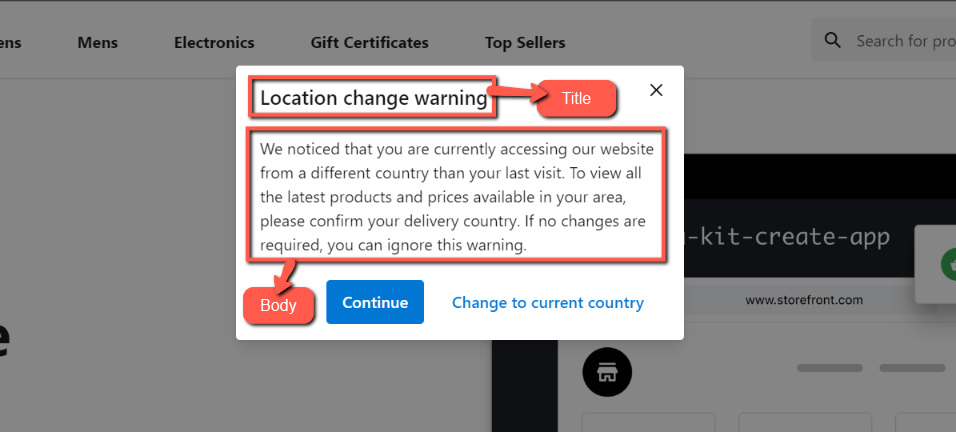 ens Mens Electronics Gift Certificates Top Sellers Search for pro
Location change warning
Title
We noticed that you are currently accessing our website
from a different country than your last visit. To view all
the latest products and prices available in your area,
please confirm your delivery country. If no changes are
required, you can ignore this warning.
Body
Continue
Change to current country
-kit-create-app
www.storefront.com
e